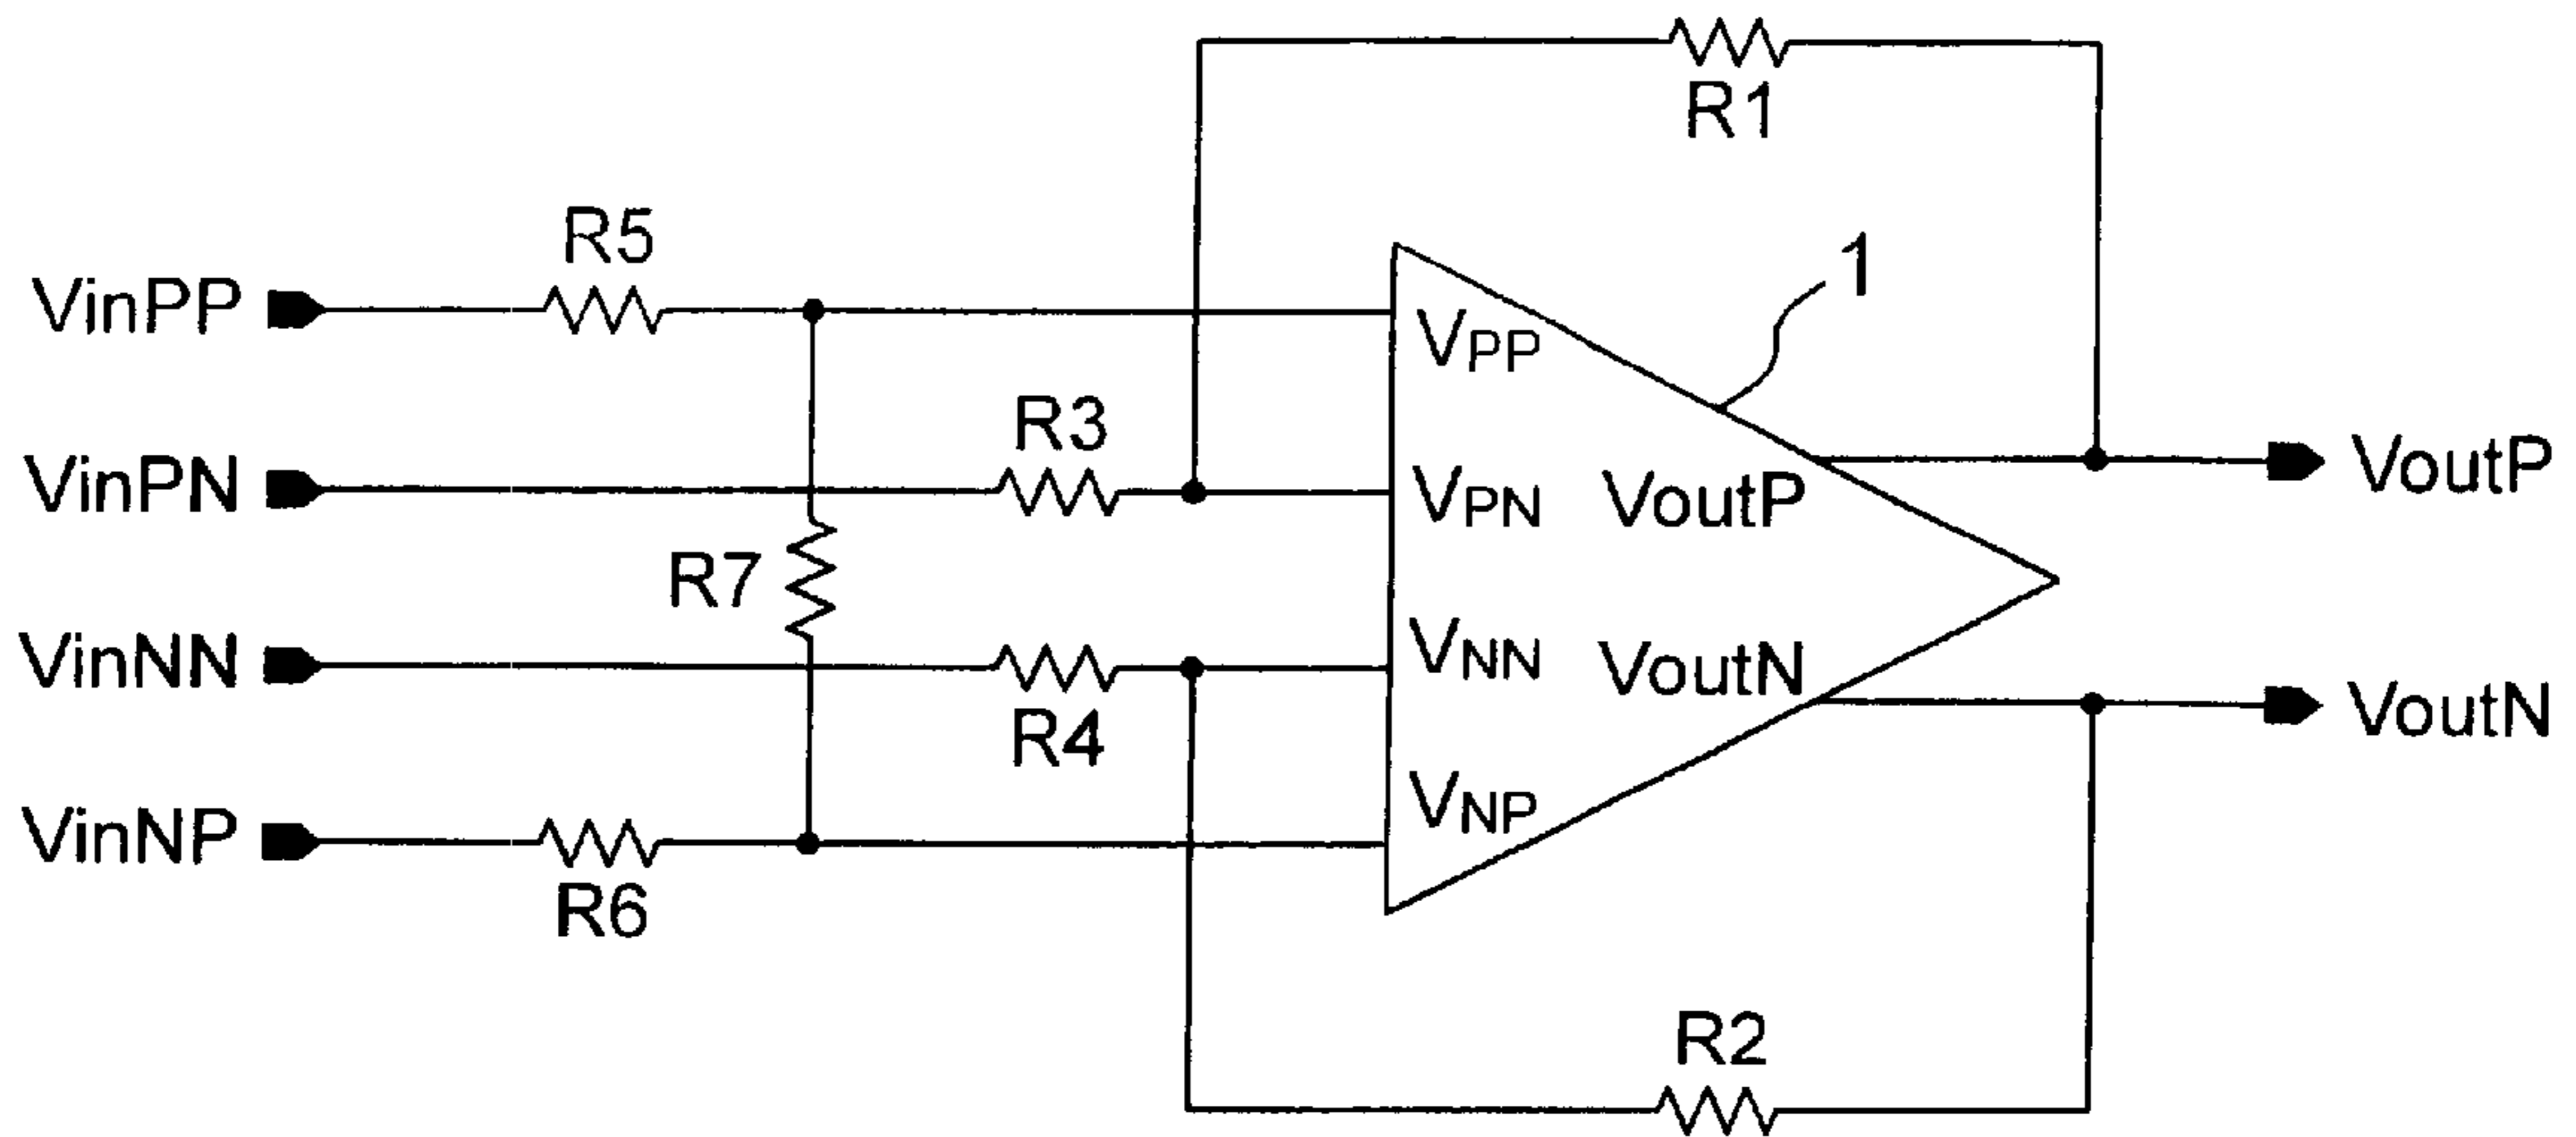 R1
R5
1
VinPP
VPP
R3
VinPN
VPN
VoutP
VoutP
R7
VinNN
VNN
VoutN
VoutN
R4
VinNP
VNP
R6
R2